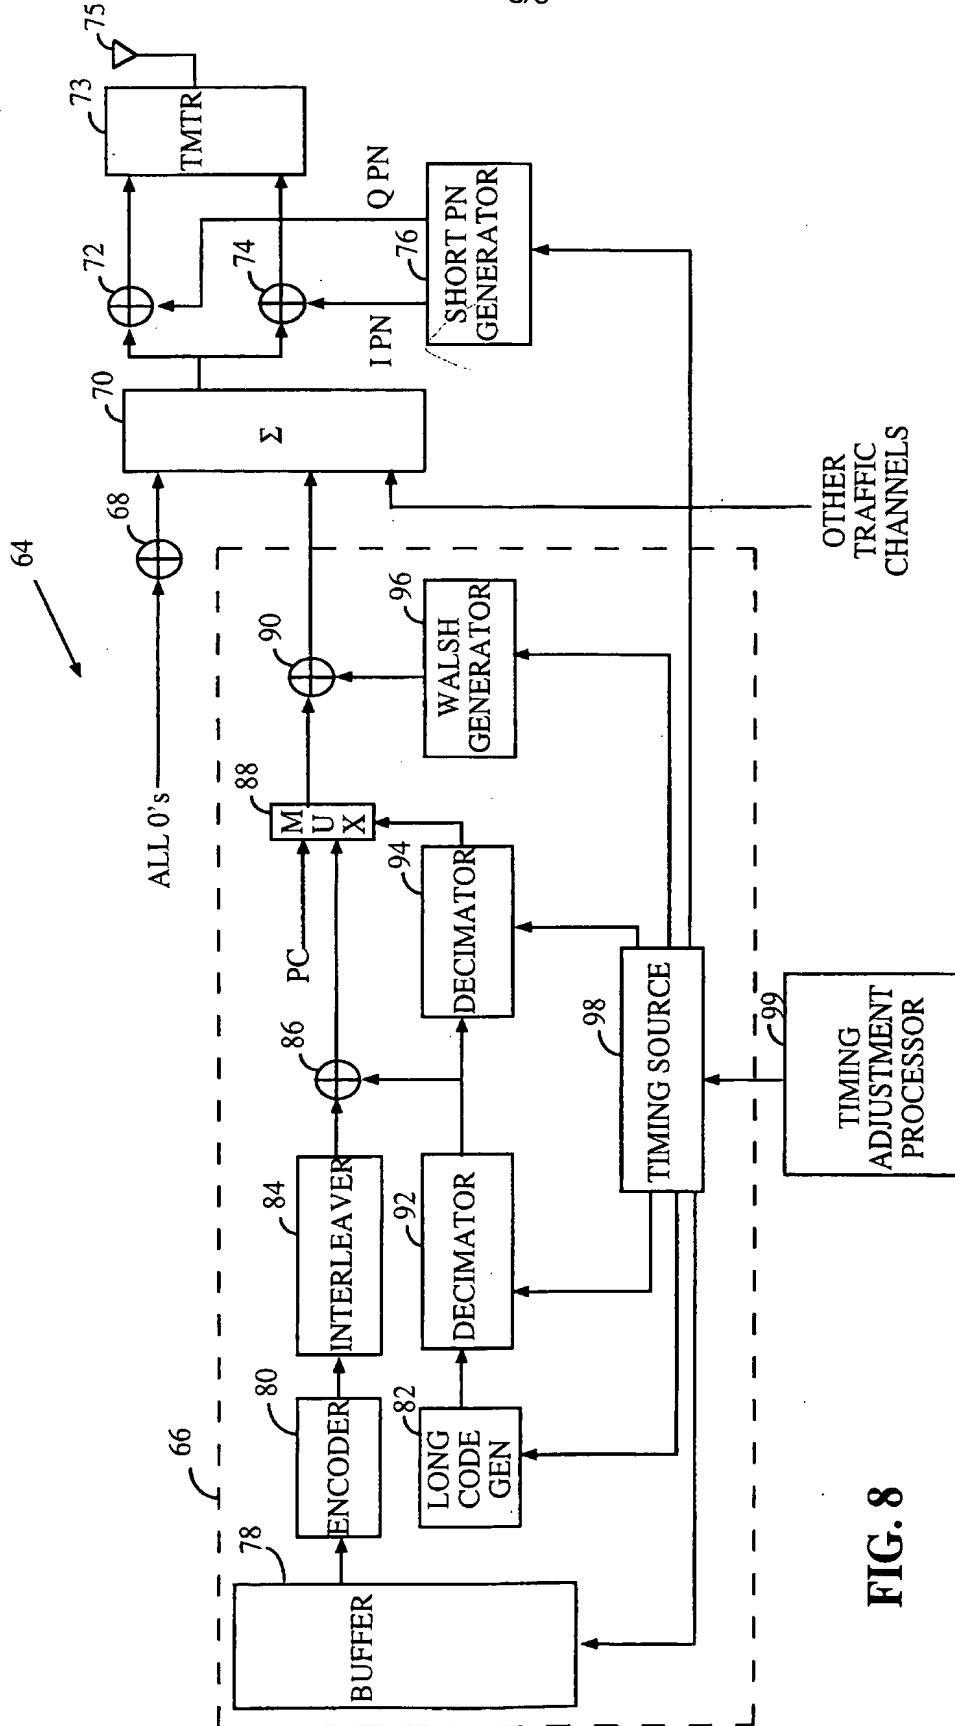 64
66
ALL 0's
68
70
Σ
72
74
73
TMTR
75
Q PN
I PN
76
SHORT PN
GENERATOR
78
BUFFER
80
ENCODER
84
INTERLEAVER
86
PC
88
M
U
X
90
96
WALSH
GENERATOR
82
LONG
CODE
GEN
92
DECIMATOR
94
DECIMATOR
98
TIMING SOURCE
99
TIMING
ADJUSTMENT
PROCESSOR
OTHER
TRAFFIC
CHANNELS
FIG. 8